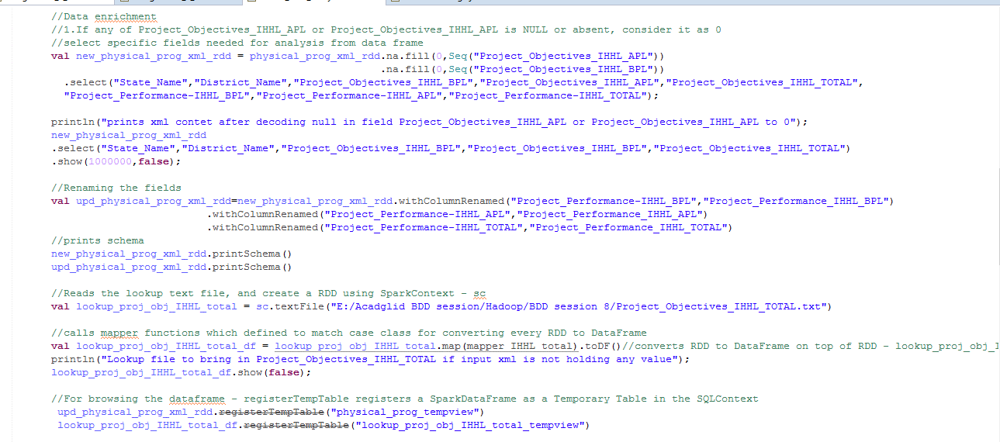 //Data enrichment
//1.If any of Project_Objectives_IHHL_APL or Project_Objectives_IHHL_APL is NULL or absent, consider it as 0
//select specific fields needed for analysis from data frame
val new_physical_prog_xml_rdd = physical_prog_xml_rdd.na.fill(0,Seq("Project_Objectives_IHHL_APL"))
.na.fill(0,Seq("Project_Objectives_IHHL_BPL"))
.select("State_Name","District_Name","Project_Objectives_IHHL_BPL","Project_Objectives_IHHL_APL","Project_Objectives_IHHL_TOTAL",
"Project_Performance-IHHL_BPL","Project_Performance-IHHL_APL","Project_Performance-IHHL_TOTAL");
println("prints xml contet after decoding null in field Project_Objectives_IHHL_APL or Project_Objectives_IHHL_APL to 0");
new_physical_prog_xml_rdd
.select("State_Name","District_Name","Project_Objectives_IHHL_BPL","Project_Objectives_IHHL_BPL","Project_Objectives_IHHL_TOTAL")
.show(1000000,false);
//Renaming the fields
val upd_physical_prog_xml_rdd=new_physical_prog_xml_rdd.withColumnRenamed("Project_Performance-IHHL_BPL","Project_Performance_IHHL_BPL")
.withColumnRenamed("Project_Performance-IHHL_APL","Project_Performance_IHHL_APL")
.withColumnRenamed("Project_Performance-IHHL_TOTAL","Project_Performance_IHHL_TOTAL")
//prints schema
new_physical_prog_xml_rdd.printSchema()
upd_physical_prog_xml_rdd.printSchema()
//Reads the lookup text file, and create a RDD using SparkContext - sc
val lookup_proj_obj_IHHL_total = sc.textFile("E:/Acadglid BDD session/Hadoop/BDD session 8/Project_Objectives_IHHL_TOTAL.txt")
//calls mapper functions which defined to match case class for converting every RDD to DataFrame
val lookup_proj_obj_IHHL_total_df = lookup_proj_obj_IHHL_total.map(mapper_IHHL_total).toDF()//converts RDD to DataFrame on top of RDD - lookup_proj_obj_I
println("Lookup file to bring in Project_Objectives_IHHL_TOTAL if input xml is not holding any value");
lookup_proj_obj_IHHL_total_df.show(false);
//For browsing the dataframe - registerTempTable registers a SparkDataFrame as a Temporary Table in the SQLContext
upd_physical_prog_xml_rdd.registerTempTable("physical_prog_tempview")
lookup_proj_obj_IHHL_total_df.registerTempTable("lookup_proj_obj_IHHL_total_tempview")